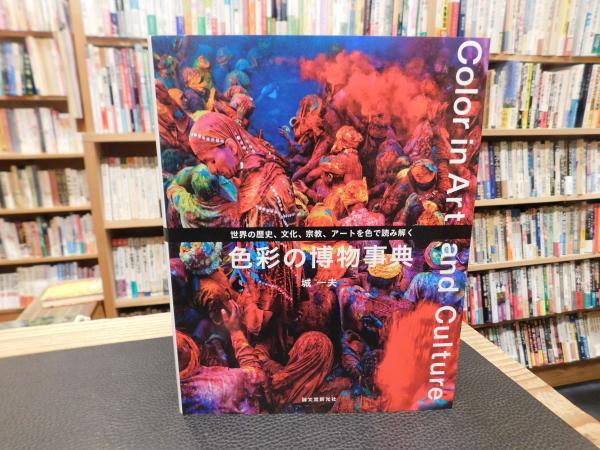 Color in Art and Culture
世界の歴史、文化、宗教、アートを色で読み解く
色彩の博物事典
城 一夫
誠文堂新光社